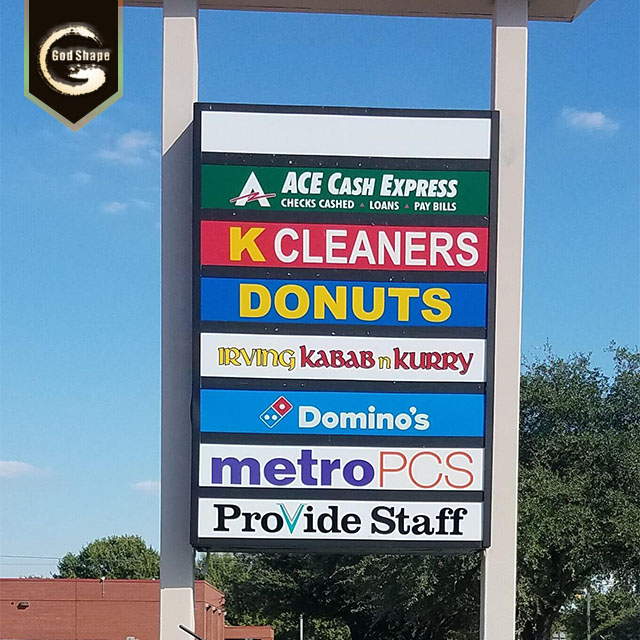 God Shape
ACE CASH EXPRESS
CHECKS CASHED LOANS PAY BILLS
K CLEANERS
DONUTS
IRVING KABAB n KURRY
Domino's
metroPCS
ProVide Staff